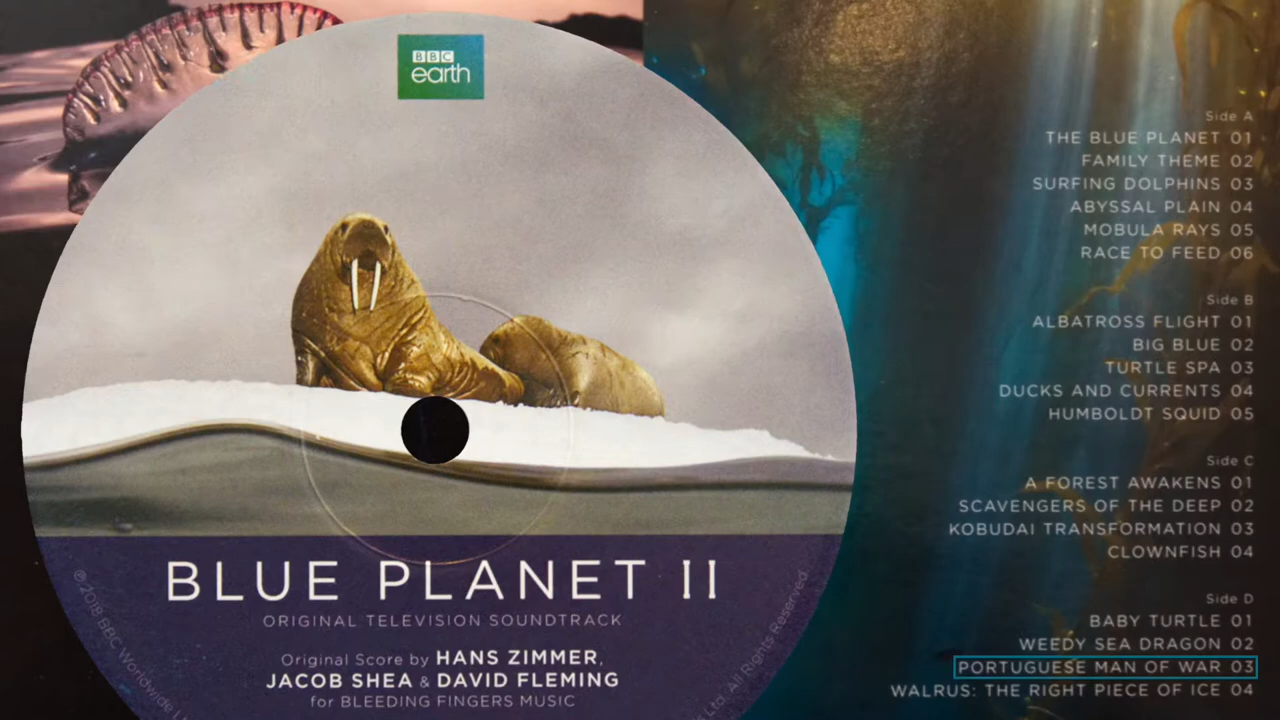 BBC
earth
BLUE PLANET II
ORIGINAL TELEVISION SOUNDTRACK
Original Score by HANS ZIMMER,
JACOB SHEA & DAVID FLEMING
for BLEEDING FINGERS MUSIC
℗2018 BBC Worldwide
Ltd. All Rights Reserved
Side A
THE BLUE PLANET 01
FAMILY THEME 02
SURFING DOLPHINS 03
ABYSSAL PLAIN 04
MOBULA RAYS 05
RACE TO FEED 06
Side B
ALBATROSS FLIGHT 01
BIG BLUE 02
TURTLE SPA 03
DUCKS AND CURRENTS 04
HUMBOLDT SQUID 05
Side C
A FOREST AWAKENS 01
SCAVENGERS OF THE DEEP 02
KOBUDAI TRANSFORMATION 03
CLOWNFISH 04
Side D
BABY TURTLE 01
WEEDY SEA DRAGON 02
PORTUGUESE MAN OF WAR 03
WALRUS: THE RIGHT PIECE OF ICE 04